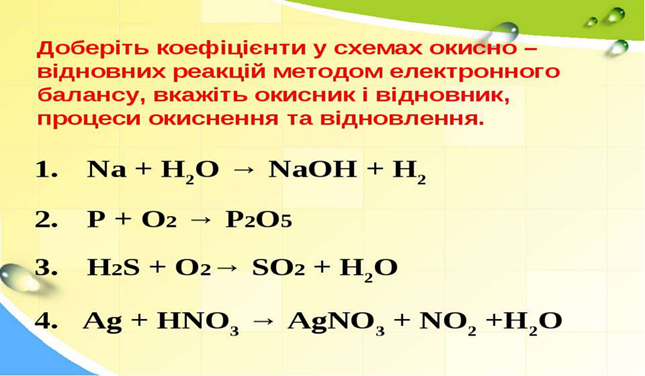 Доберіть коефіцієнти у схемах окисно –
відновних реакцій методом електронного
балансу, вкажіть окисник і відновник,
процеси окиснення та відновлення.
1. Na + H₂O → NaOH + H₂
2. P + O2 → P2O5
3. H2S + O2→ SO2 + H₂O
4. Ag + HNO₃ → AgNO₃ + NO₂ +H₂O